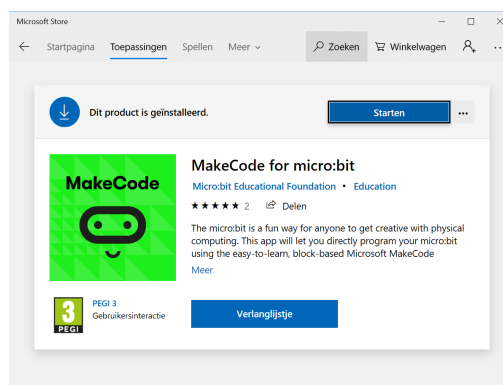 Microsoft Store
Startpagina Toepassingen Spellen Meer Zoeken Winkelwagen
Dit product is geïnstalleerd. Starten
MakeCode
MakeCode for micro:bit
Micro:bit Educational Foundation • Education
★★★★★ 2 Delen
The micro:bit is a fun way for anyone to get creative with physical
computing. This app will let you directly program your micro:bit
using the easy-to-learn, block-based Microsoft MakeCode
Meer
3
PEGI
PEGI 3
Gebruikersinteractie
Verlanglijstje